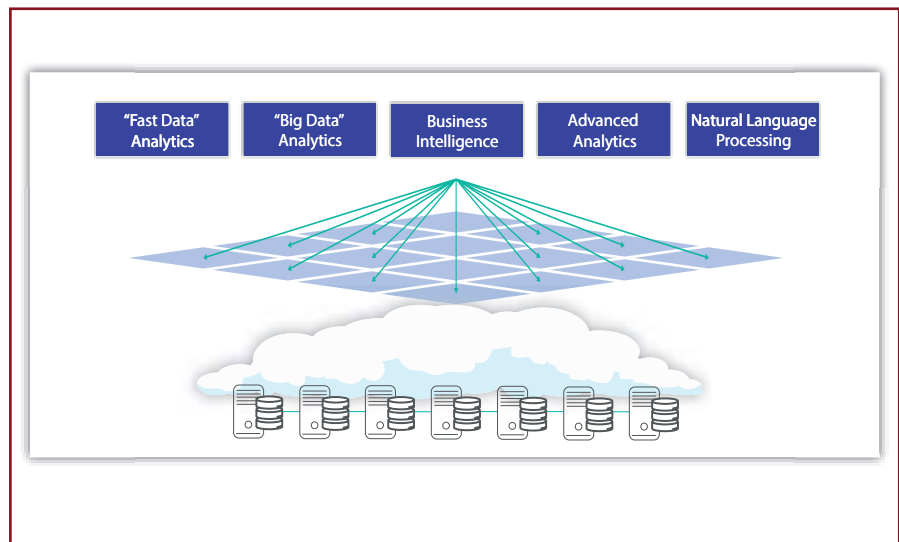 “Fast Data”
Analytics
“Big Data”
Analytics
Business
Intelligence
Advanced
Analytics
Natural Language
Processing